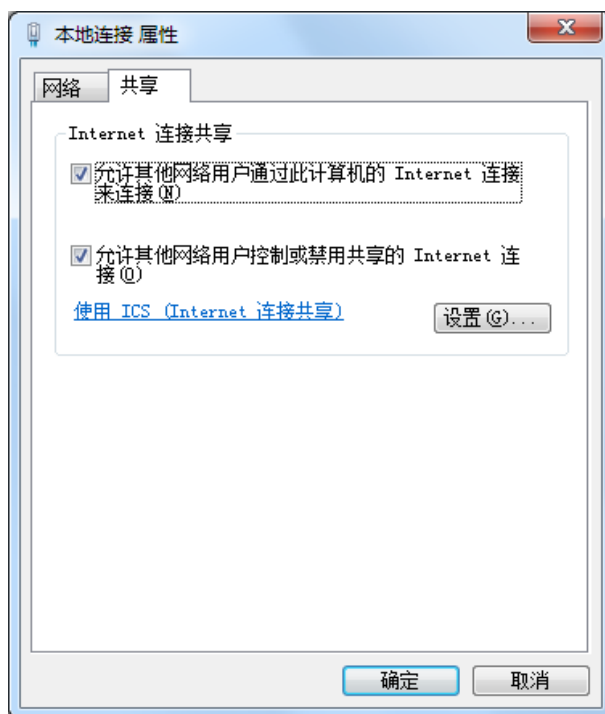 本地连接 属性
网络 共享
Internet 连接共享
允许其他网络用户通过此计算机的 Internet 连接
来连接(N)
允许其他网络用户控制或禁用共享的 Internet 连
接(O)
使用 ICS (Internet 连接共享)
设置(G)...
确定 取消